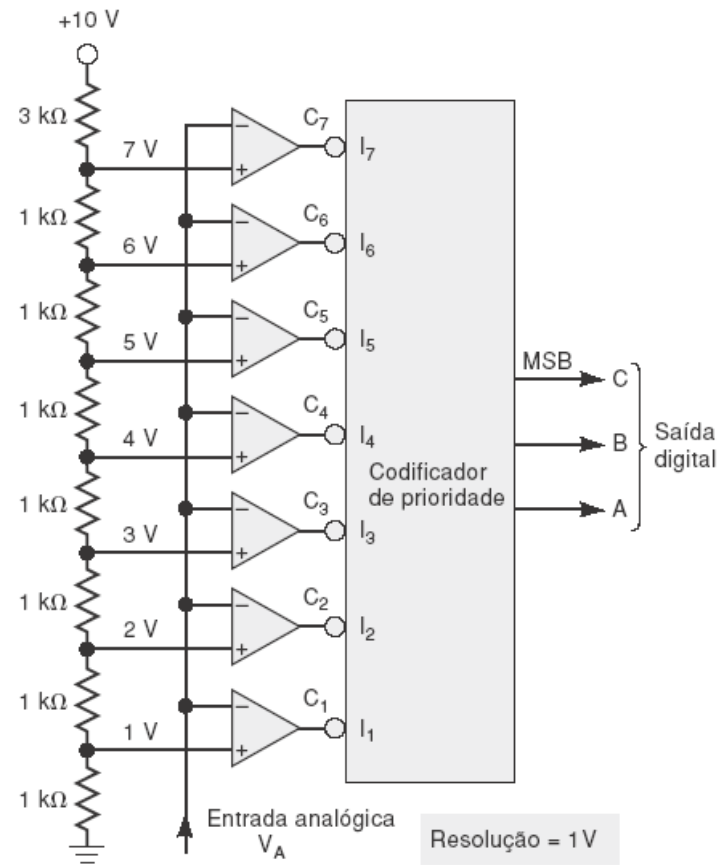 +10 V
3 kΩ
7 V
− + C7 I7
1 kΩ
6 V
− + C6 I6
1 kΩ
5 V
− + C5 I5
1 kΩ
4 V
− + C4 I4
1 kΩ
3 V
− + C3 I3
1 kΩ
2 V
− + C2 I2
1 kΩ
1 V
− + C1 I1
1 kΩ
Codificador
de prioridade
MSB C
B
A
Saída
digital
Entrada analógica
VA
Resolução = 1 V